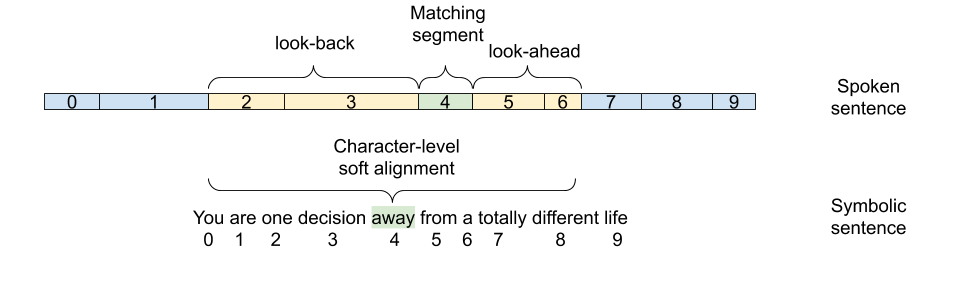 Matching
segment
look-back
look-ahead
0 1 2 3 4 5 6 7 8 9
Spoken
sentence
Character-level
soft alignment
You are one decision away from a totally different life
0 1 2 3 4 5 6 7 8 9
Symbolic
sentence